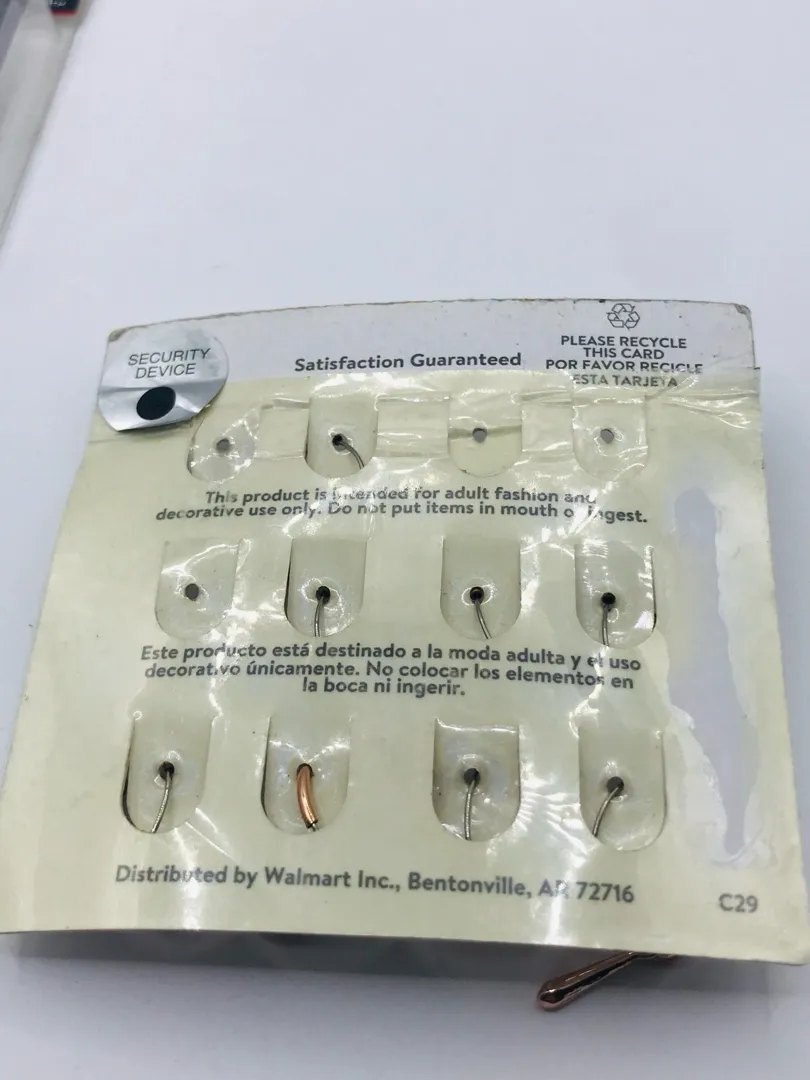 SECURITY
DEVICE
Satisfaction Guaranteed
PLEASE RECYCLE
THIS CARD
POR FAVOR RECICLE
ESTA TARJETA
This product is intended for adult fashion and
decorative use only. Do not put items in mouth or ingest.
Este producto está destinado a la moda adulta y el uso
decorativo únicamente. No colocar los elementos en
la boca ni ingerir.
Distributed by Walmart Inc., Bentonville, AR 72716
C29